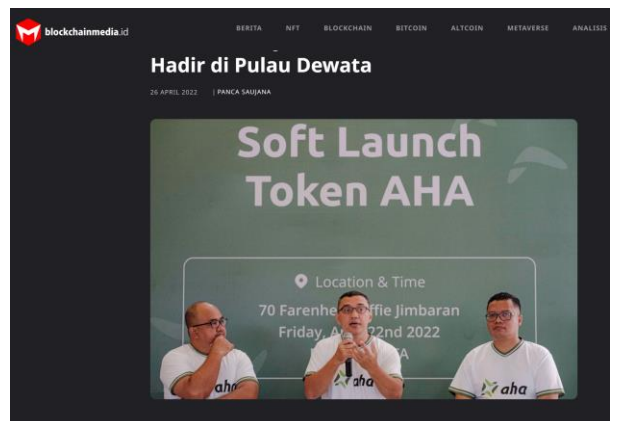 blockchainmedia.id
BERITA NFT BLOCKCHAIN BITCOIN ALTCOIN METAVERSE ANALISIS
Hadir di Pulau Dewata
26 APRIL 2022 | PANCA SAUJANA
Soft Launch
Token AHA
Location & Time
70 Farenhe ffie Jimbaran
Friday, A 22nd 2022
TA
aha
aha
aha